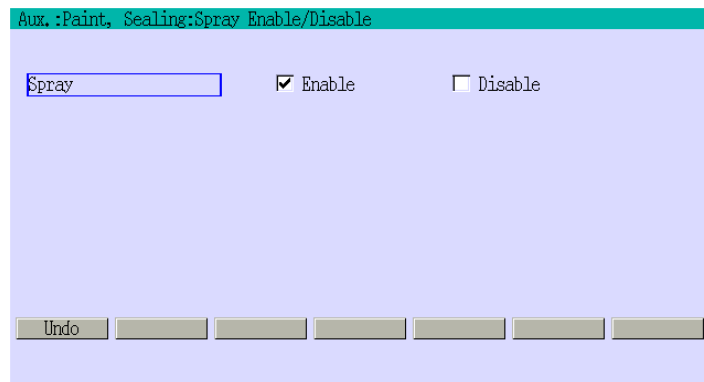 Aux.:Paint, Sealing:Spray Enable/Disable
Spray Enable Disable
Undo